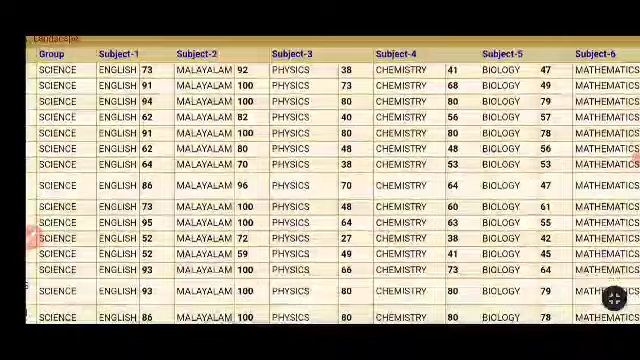 Landscape
Group Subject-1 Subject-2 Subject-3 Subject-4 Subject-5 Subject-6
SCIENCE ENGLISH 73 MALAYALAM 92 PHYSICS 38 CHEMISTRY 41 BIOLOGY 47 MATHEMATICS
SCIENCE ENGLISH 91 MALAYALAM 100 PHYSICS 73 CHEMISTRY 68 BIOLOGY 49 MATHEMATICS
SCIENCE ENGLISH 94 MALAYALAM 100 PHYSICS 80 CHEMISTRY 80 BIOLOGY 79 MATHEMATICS
SCIENCE ENGLISH 62 MALAYALAM 82 PHYSICS 40 CHEMISTRY 56 BIOLOGY 57 MATHEMATICS
SCIENCE ENGLISH 91 MALAYALAM 100 PHYSICS 80 CHEMISTRY 80 BIOLOGY 78 MATHEMATICS
SCIENCE ENGLISH 62 MALAYALAM 80 PHYSICS 48 CHEMISTRY 48 BIOLOGY 56 MATHEMATICS
SCIENCE ENGLISH 64 MALAYALAM 70 PHYSICS 38 CHEMISTRY 53 BIOLOGY 53 MATHEMATICS
SCIENCE ENGLISH 86 MALAYALAM 96 PHYSICS 70 CHEMISTRY 64 BIOLOGY 47 MATHEMATICS
SCIENCE ENGLISH 73 MALAYALAM 100 PHYSICS 48 CHEMISTRY 60 BIOLOGY 61 MATHEMATICS
SCIENCE ENGLISH 95 MALAYALAM 100 PHYSICS 64 CHEMISTRY 63 BIOLOGY 55 MATHEMATICS
SCIENCE ENGLISH 52 MALAYALAM 72 PHYSICS 27 CHEMISTRY 38 BIOLOGY 42 MATHEMATICS
SCIENCE ENGLISH 52 MALAYALAM 59 PHYSICS 49 CHEMISTRY 41 BIOLOGY 45 MATHEMATICS
SCIENCE ENGLISH 93 MALAYALAM 100 PHYSICS 66 CHEMISTRY 73 BIOLOGY 64 MATHEMATICS
SCIENCE ENGLISH 93 MALAYALAM 100 PHYSICS 80 CHEMISTRY 80 BIOLOGY 79 MATHEMATICS
SCIENCE ENGLISH 86 MALAYALAM 100 PHYSICS 80 CHEMISTRY 80 BIOLOGY 78 MATHEMATICS